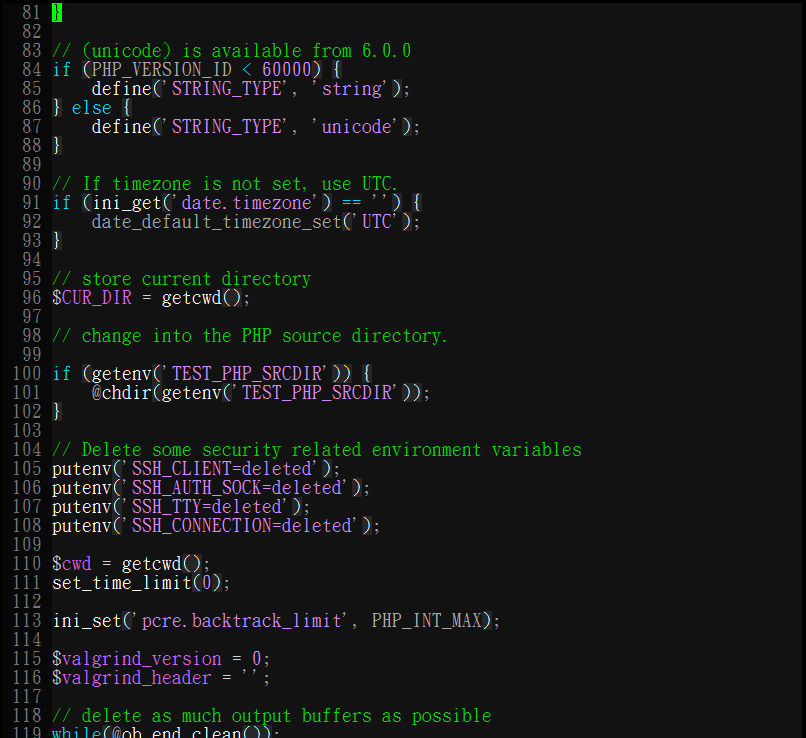 81 }
82
83 // (unicode) is available from 6.0.0
84 if (PHP_VERSION_ID < 60000) {
85     define('STRING_TYPE', 'string');
86 } else {
87     define('STRING_TYPE', 'unicode');
88 }
89
90 // If timezone is not set, use UTC.
91 if (ini_get('date.timezone') == '') {
92     date_default_timezone_set('UTC');
93 }
94
95 // store current directory
96 $CUR_DIR = getcwd();
97
98 // change into the PHP source directory.
99
100 if (getenv('TEST_PHP_SRCDIR')) {
101     @chdir(getenv('TEST_PHP_SRCDIR'));
102 }
103
104 // Delete some security related environment variables
105 putenv('SSH_CLIENT=deleted');
106 putenv('SSH_AUTH_SOCK=deleted');
107 putenv('SSH_TTY=deleted');
108 putenv('SSH_CONNECTION=deleted');
109
110 $cwd = getcwd();
111 set_time_limit(0);
112
113 ini_set('pcre.backtrack_limit', PHP_INT_MAX);
114
115 $valgrind_version = 0;
116 $valgrind_header = '';
117
118 // delete as much output buffers as possible
119 while(@ob_end_clean());